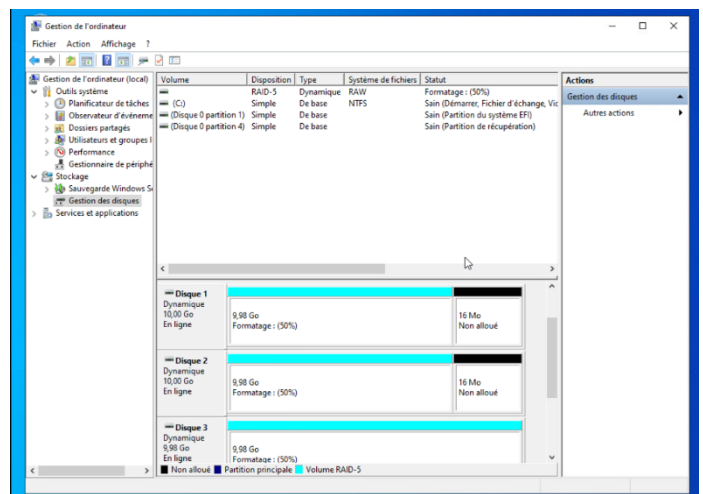 Gestion de l'ordinateur
Fichier Action Affichage ?
Gestion de l'ordinateur (local)
Outils système
Planificateur de tâches
Observateur d'événeme
Dossiers partagés
Utilisateurs et groupes l
Performance
Gestionnaire de périphé
Stockage
Sauvegarde Windows Se
Gestion des disques
Services et applications
Volume Disposition Type Système de fichiers Statut
RAID-5 Dynamique RAW Formatage : (50%)
(C:) Simple De base NTFS Sain (Démarrer, Fichier d'échange, Vic
(Disque 0 partition 1) Simple De base Sain (Partition du système EFI)
(Disque 0 partition 4) Simple De base Sain (Partition de récupération)
Actions
Gestion des disques
Autres actions
Disque 1
Dynamique
10,00 Go
En ligne
9,98 Go
Formatage : (50%)
16 Mo
Non alloué
Disque 2
Dynamique
10,00 Go
En ligne
9,98 Go
Formatage : (50%)
16 Mo
Non alloué
Disque 3
Dynamique
9,98 Go
En ligne
9,98 Go
Formatage : (50%)
Non alloué Partition principale Volume RAID-5